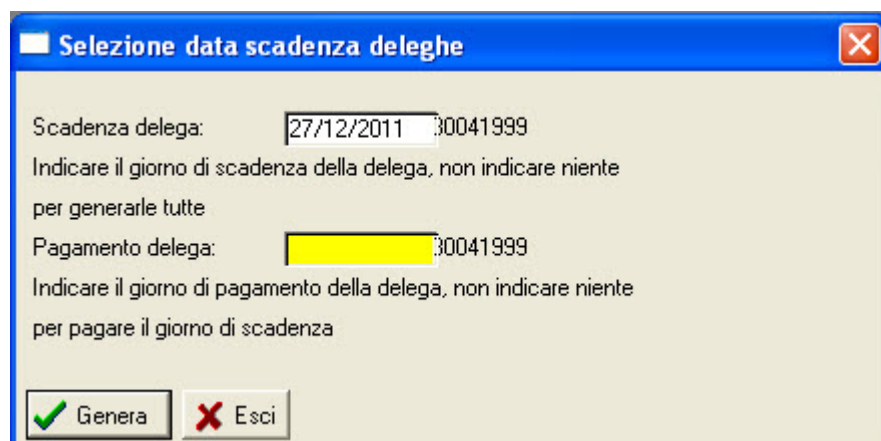 Selezione data scadenza deleghe
Scadenza delega: 27/12/2011 30041999
Indicare il giorno di scadenza della delega, non indicare niente
per generarle tutte
Pagamento delega: 30041999
Indicare il giorno di pagamento della delega, non indicare niente
per pagare il giorno di scadenza
Genera Esci